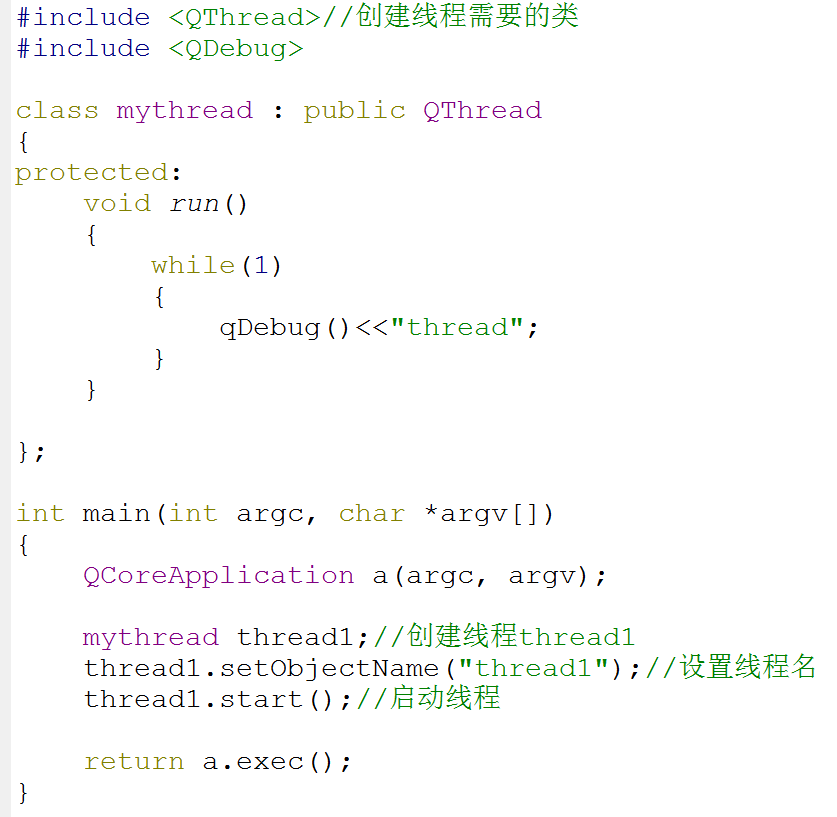 #include <QThread>//创建线程需要的类
#include <QDebug>

class mythread : public QThread
{
protected:
    void run()
    {
        while(1)
        {
            qDebug()<<"thread";
        }
    }

};

int main(int argc, char *argv[])
{
    QCoreApplication a(argc, argv);

    mythread thread1;//创建线程thread1
    thread1.setObjectName("thread1");//设置线程名
    thread1.start();//启动线程

    return a.exec();
}